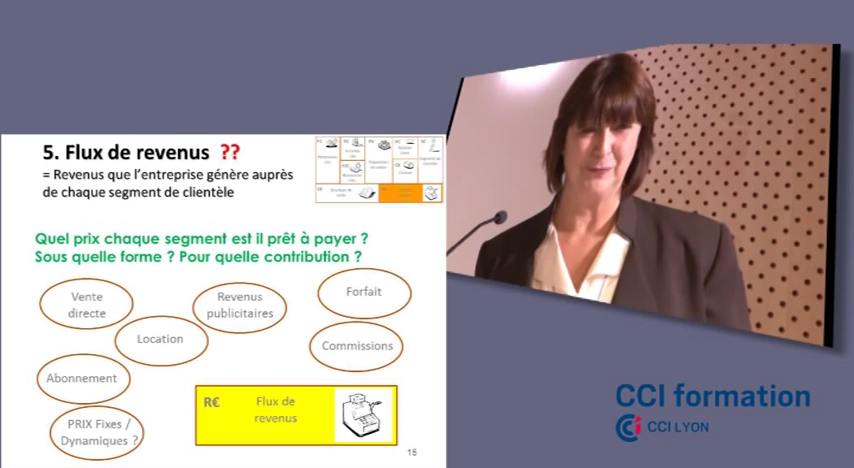 5. Flux de revenus ??
= Revenus que l'entreprise génère auprès
de chaque segment de clientèle
Quel prix chaque segment est il prêt à payer ?
Sous quelle forme ? Pour quelle contribution ?
Vente
directe
Revenus
publicitaires
Forfait
Location
Commissions
Abonnement
PRIX Fixes /
Dynamiques ?
R€
Flux de
revenus
15
CCI formation
CCI LYON